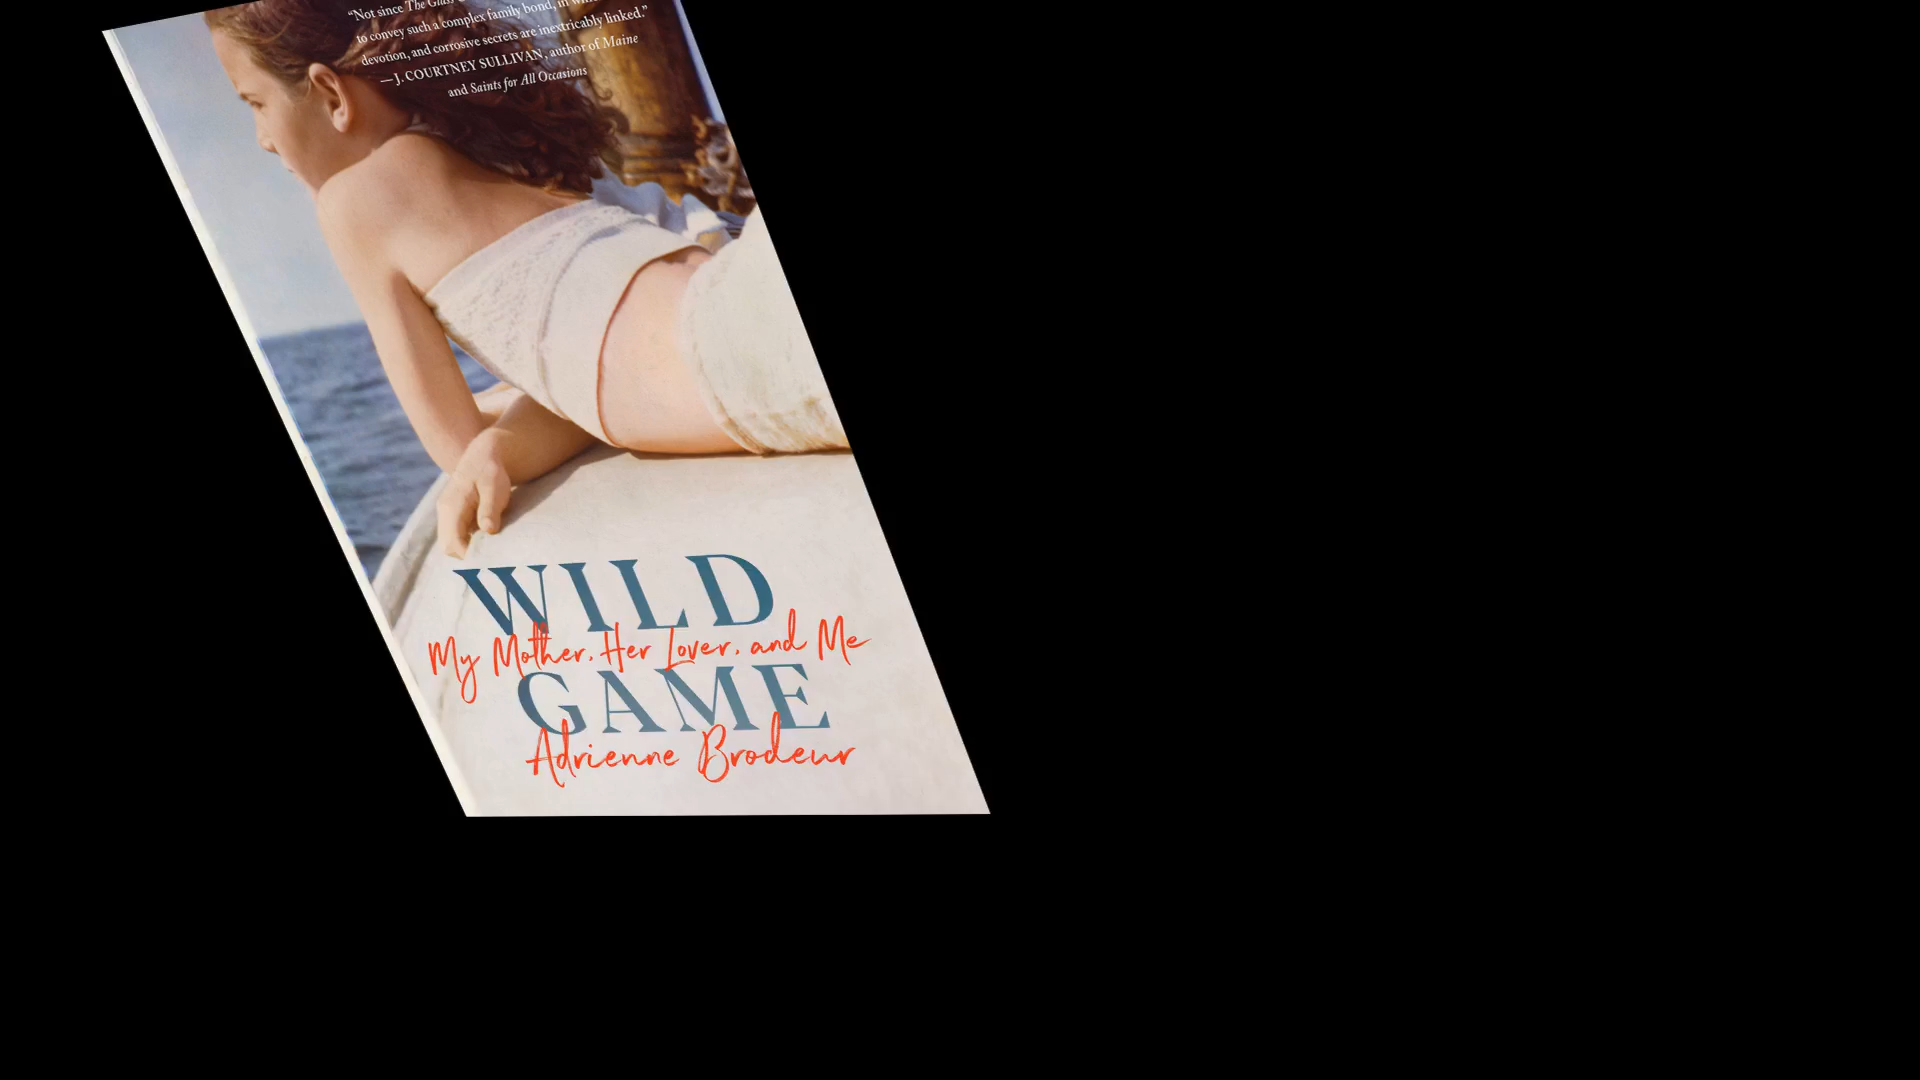 “Not since The Glass
to convey such a complex family bond, in
devotion, and corrosive secrets are inextricably linked.”
—J. COURTNEY SULLIVAN, author of Maine
and Saints for All Occasions
WILD
My Mother, Her Lover, and Me
GAME
Adrienne Brodeur